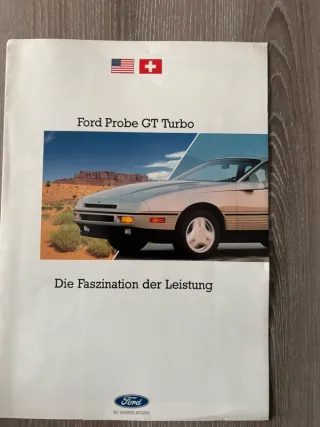 Ford Probe GT Turbo
Die Faszination der Leistung
Ford